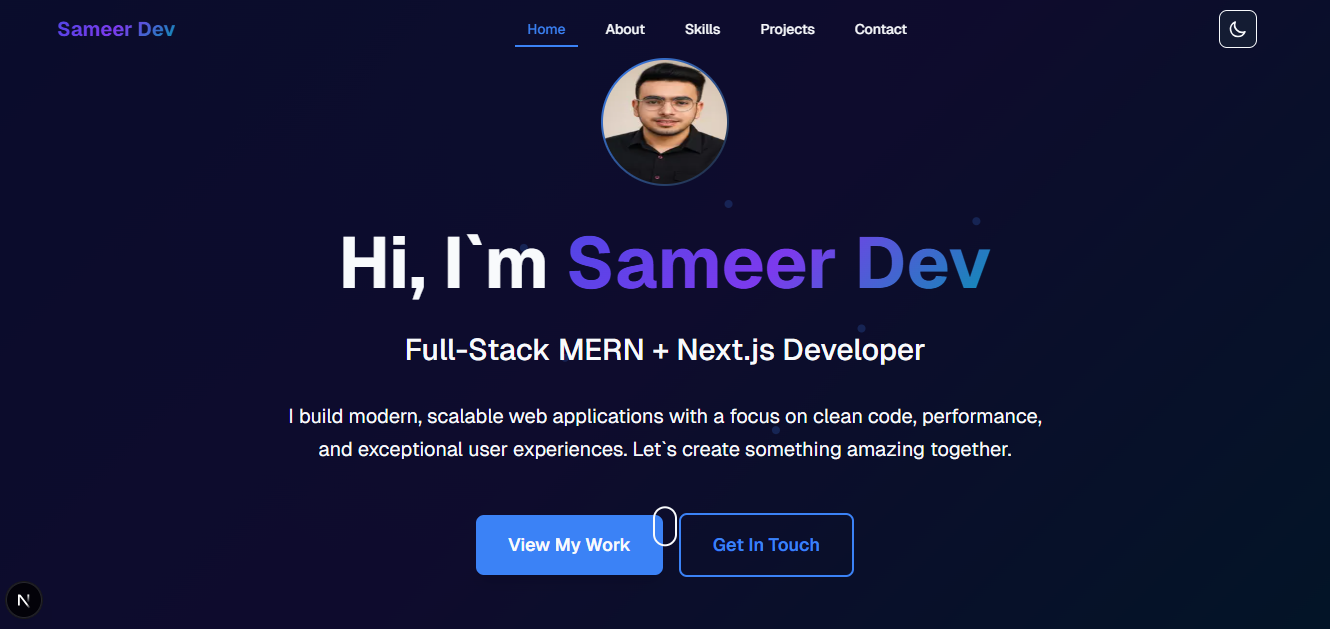 Sameer Dev
Home About Skills Projects Contact
Hi, I`m Sameer Dev
Full-Stack MERN + Next.js Developer
I build modern, scalable web applications with a focus on clean code, performance,
and exceptional user experiences. Let`s create something amazing together.
View My Work Get In Touch
N